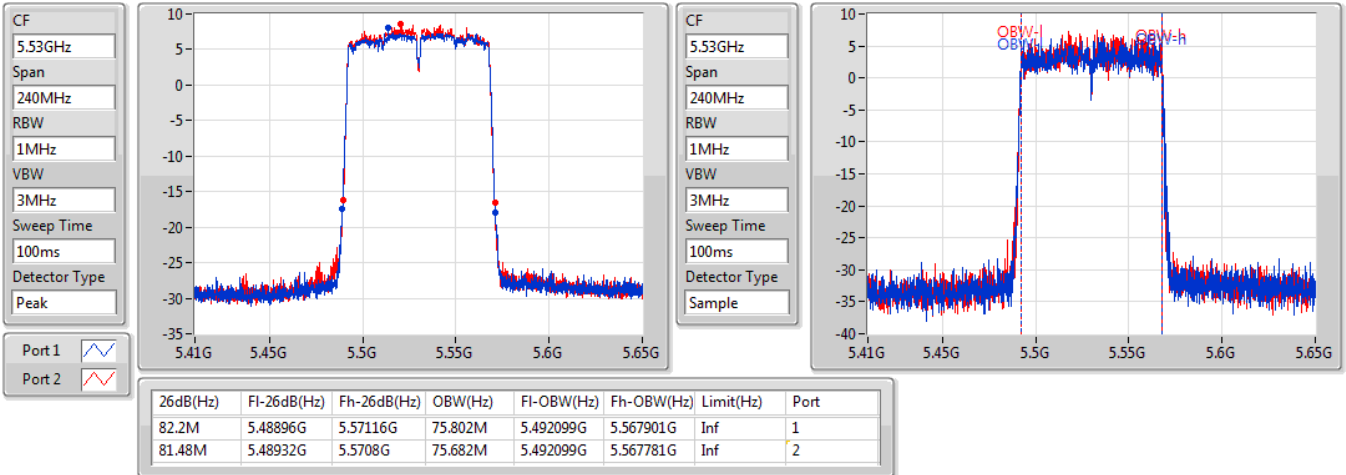 CF
5.53GHz
Span
240MHz
RBW
1MHz
VBW
3MHz
Sweep Time
100ms
Detector Type
Peak
10
5
0
-5
-10
-15
-20
-25
-30
-35
5.41G 5.45G 5.5G 5.55G 5.6G 5.65G
CF
5.53GHz
Span
240MHz
RBW
1MHz
VBW
3MHz
Sweep Time
100ms
Detector Type
Sample
10
5
0
-5
-10
-15
-20
-25
-30
-35
-40
OBW-l OBW-h
5.41G 5.45G 5.5G 5.55G 5.6G 5.65G
Port 1
Port 2
26dB(Hz) Fl-26dB(Hz) Fh-26dB(Hz) OBW(Hz) Fl-OBW(Hz) Fh-OBW(Hz) Limit(Hz) Port
82.2M 5.48896G 5.57116G 75.802M 5.492099G 5.567901G Inf 1
81.48M 5.48932G 5.5708G 75.682M 5.492099G 5.567781G Inf 2